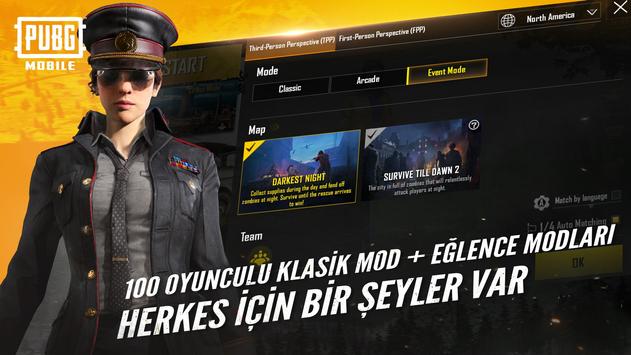 PUBG
MOBILE
START
North America
Third-Person Perspective (TPP)
First-Person Perspective (FPP)
Mode
Classic
Arcade
Event Mode
Map
DARKEST NIGHT
Collect supplies during the day and fend off
zombies at night. Survive until the rescue arrives
to win!
SURVIVE TILL DAWN 2
The city in full of zombies that relentlessly
attack players at night.
Match by language
1/4 Auto Matching
Team
OK
100 OYUNCULU KLASİK MOD + EĞLENCE MODLARI
HERKES İÇİN BİR ŞEYLER VAR